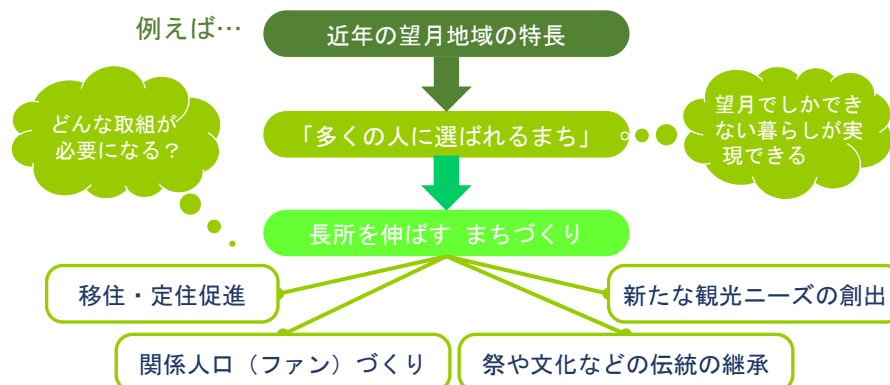 例えば…
近年の望月地域の特長
どんな取組が
必要になる？
「多くの人に選ばれるまち」
望月でしかでき
ない暮らしが実
現できる
長所を伸ばす まちづくり
移住・定住促進
新たな観光ニーズの創出
関係人口（ファン）づくり
祭や文化などの伝統の継承